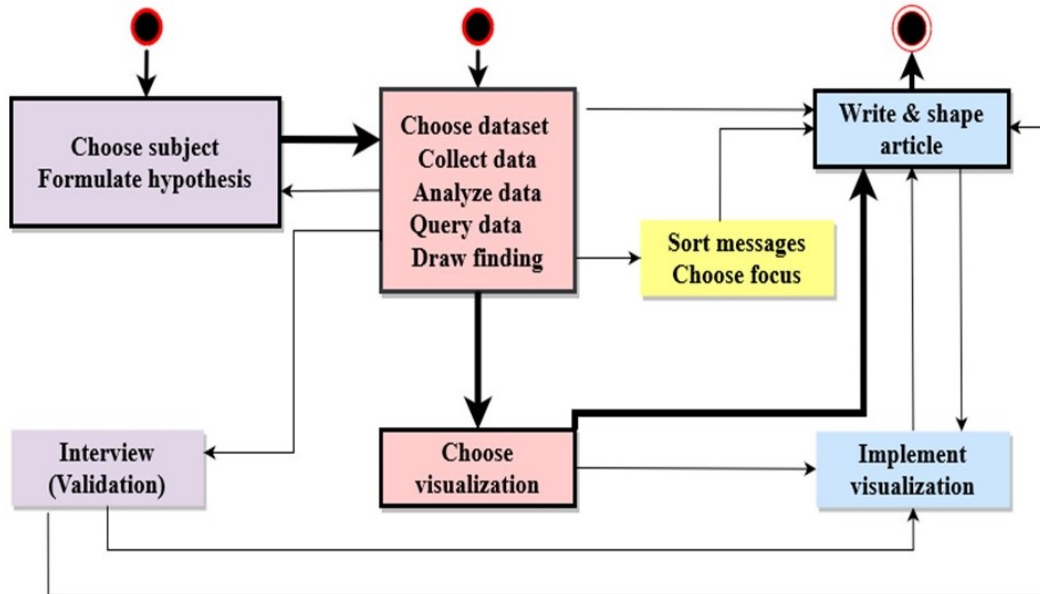 Choose subject
Formulate hypothesis
Choose dataset
Collect data
Analyze data
Query data
Draw finding
Write & shape
article
Sort messages
Choose focus
Interview
(Validation)
Choose
visualization
Implement
visualization